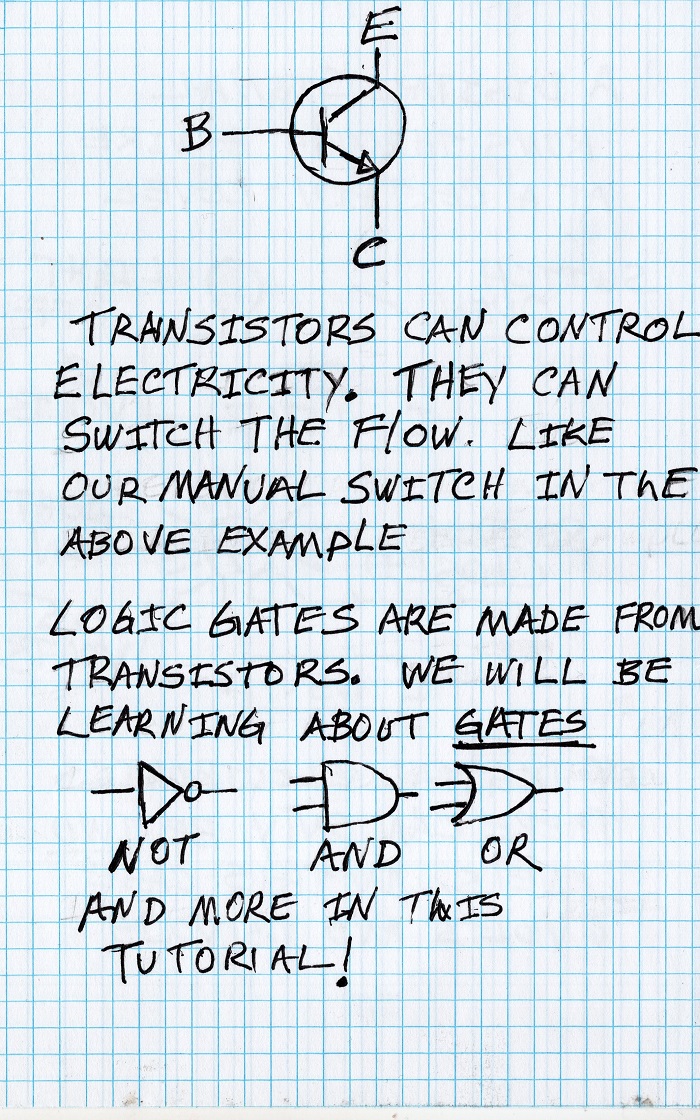 E
B
C
TRANSISTORS CAN CONTROL
ELECTRICITY. THEY CAN
SWITCH THE FlOW. LIKE
OUR MANUAL SWITCH IN ThE
ABOVE EXAMPLE
LOGIC GATES ARE MADE FROM
TRANSISTORS. WE WILL BE
LEARNING ABOUT GATES
NOT AND OR
AND MORE IN ThIS
TUTORIAL!